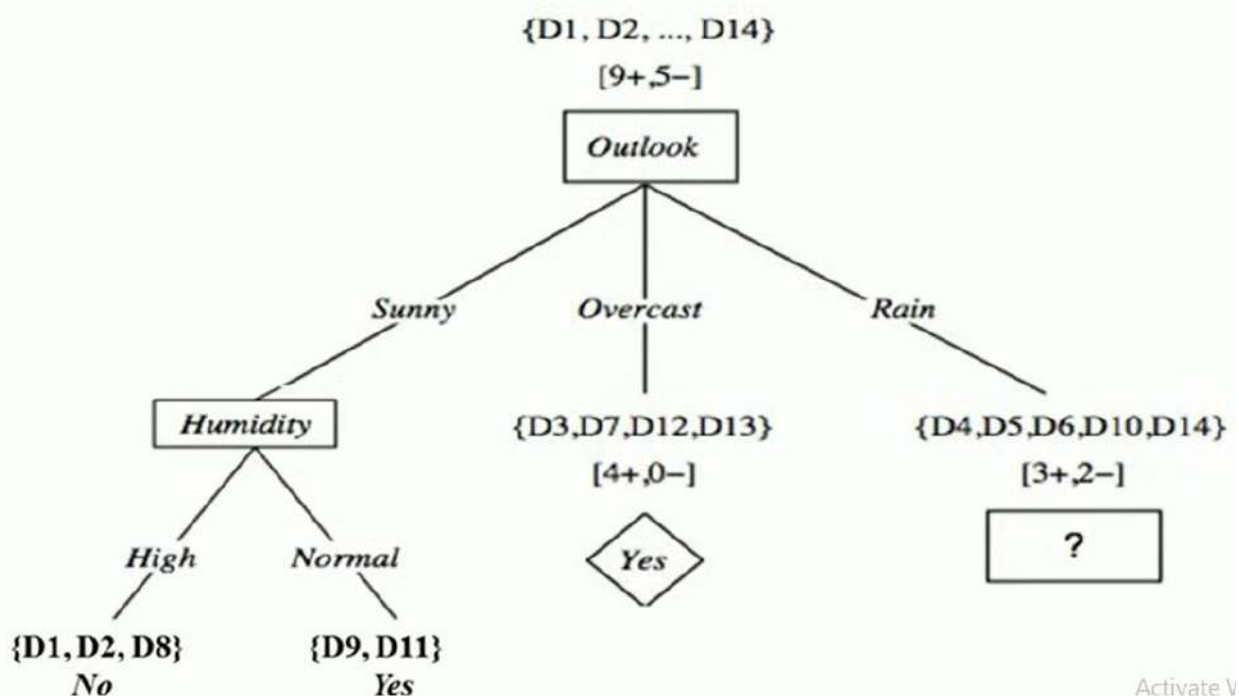 {D1, D2, ..., D14}
[9+,5−]
Outlook
Sunny
Overcast
Rain
Humidity
{D3,D7,D12,D13}
{D4,D5,D6,D10,D14}
[4+,0−]
[3+,2−]
Yes
?
High
Normal
{D1, D2, D8}
{D9, D11}
No
Yes
Activate W